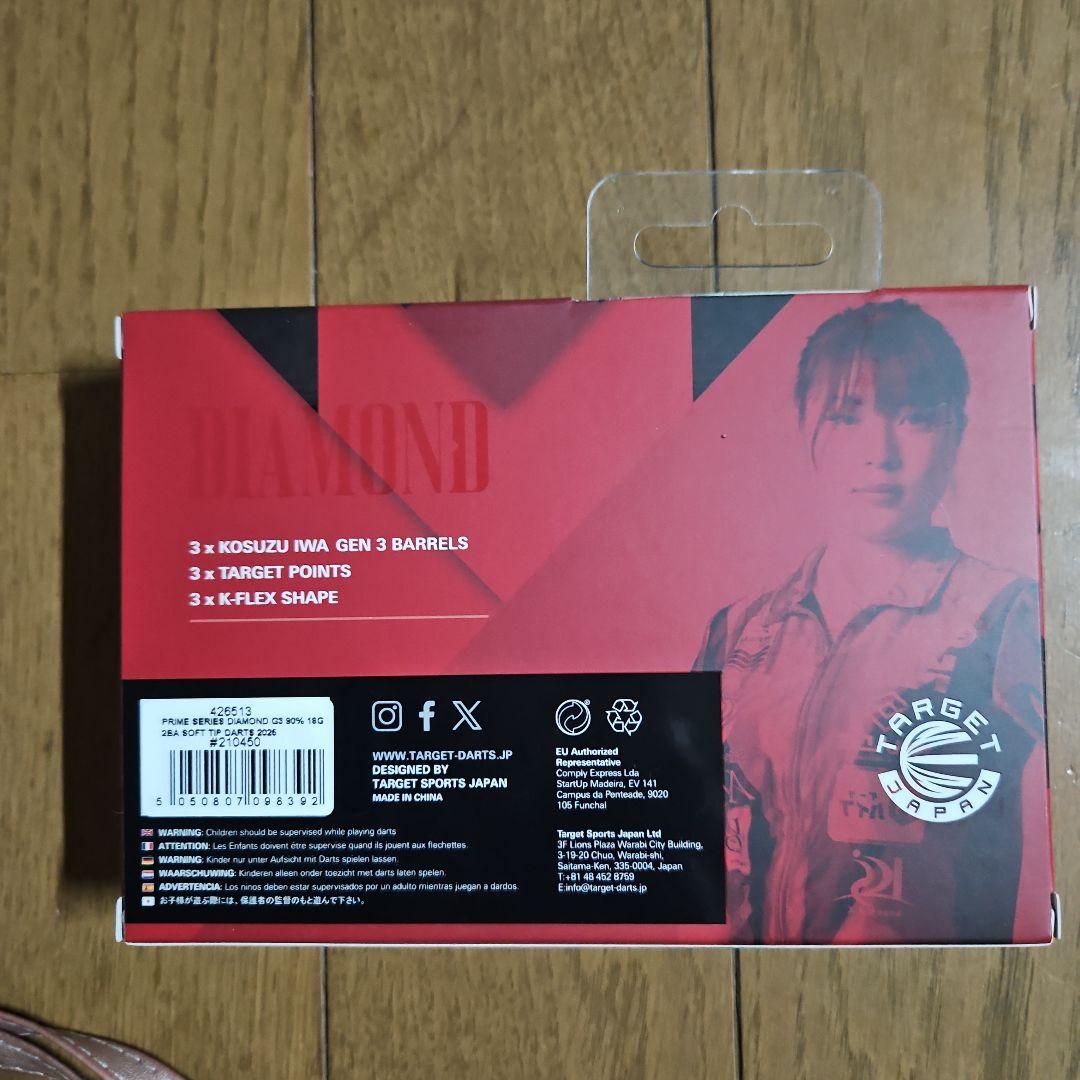 DIAMOND
3 x KOSUZU IWA GEN 3 BARRELS
3 x TARGET POINTS
3 x K-FLEX SHAPE
426513
PRIME SERIES DIAMOND G3 90% 18G
2BA SOFT TIP DARTS 2025
#210450
5 050807 098392
WWW.TARGET-DARTS.JP
DESIGNED BY
TARGET SPORTS JAPAN
MADE IN CHINA
EU Authorized
Representative
Comply Express Lda
StartUp Madeira, EV 141
Campus da Penteade, 9020
105 Funchal
Target Sports Japan Ltd
3F Lions Plaza Warabi City Building,
3-19-20 Chuo, Warabi-shi,
Saitama-Ken, 335-0004, Japan
T:+81 48 452 8759
E:info@target-darts.jp
WARNING: Children should be supervised while playing darts
ATTENTION: Les Enfants doivent être supervise quand ils jouent aux flechettes.
WARNING: Kinder nur unter Aufsicht mit Darts spielen lassen.
WAARSCHUWING: Kinderen alleen onder toezicht met darts laten spelen.
ADVERTENCIA: Los ninos deben estar supervisados por un adulto mientras juegan a dardos.
お子様が遊ぶ際には、保護者の監督のもと遊んで下さい。
TARGET
JAPAN